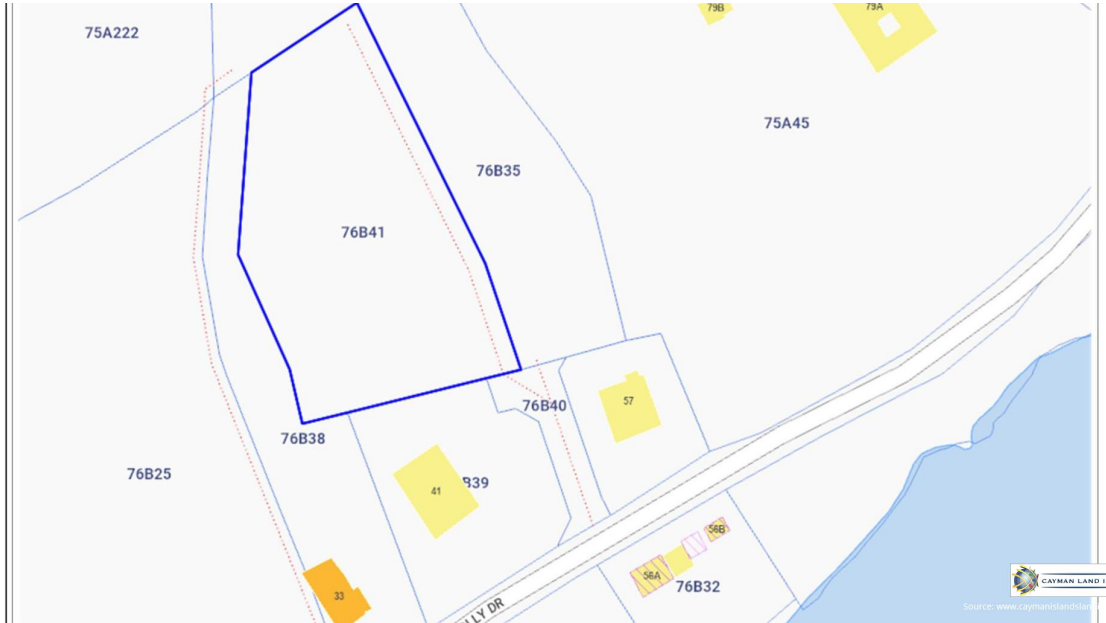 79B
79A
75A222
75A45
76B35
76B41
76B40
57
76B38
76B25
41
B39
56B
56A
76B32
33
LLY DR
CAYMAN LAND I
Source: www.caymanislandsla